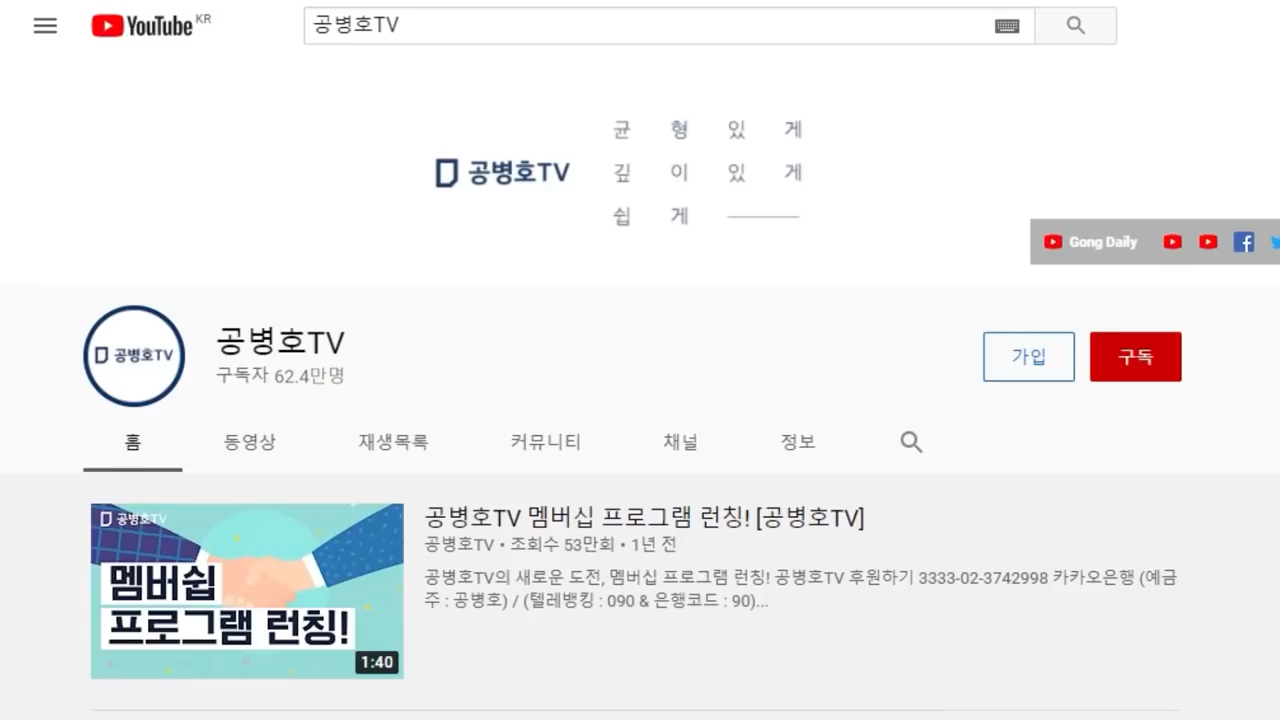 YouTube KR
공병호TV
공병호TV
균형있게
깊이있게
쉽게
Gong Daily
공병호TV
공병호TV
구독자 62.4만명
가입
구독
홈
동영상
재생목록
커뮤니티
채널
정보
공병호TV
멤버쉽
프로그램 런칭!
1:40
공병호TV 멤버십 프로그램 런칭! [공병호TV]
공병호TV • 조회수 53만회 • 1년 전
공병호TV의 새로운 도전, 멤버십 프로그램 런칭! 공병호TV 후원하기 3333-02-3742998 카카오은행 (예금
주 : 공병호) / (텔레뱅킹 : 090 & 은행코드 : 90)...